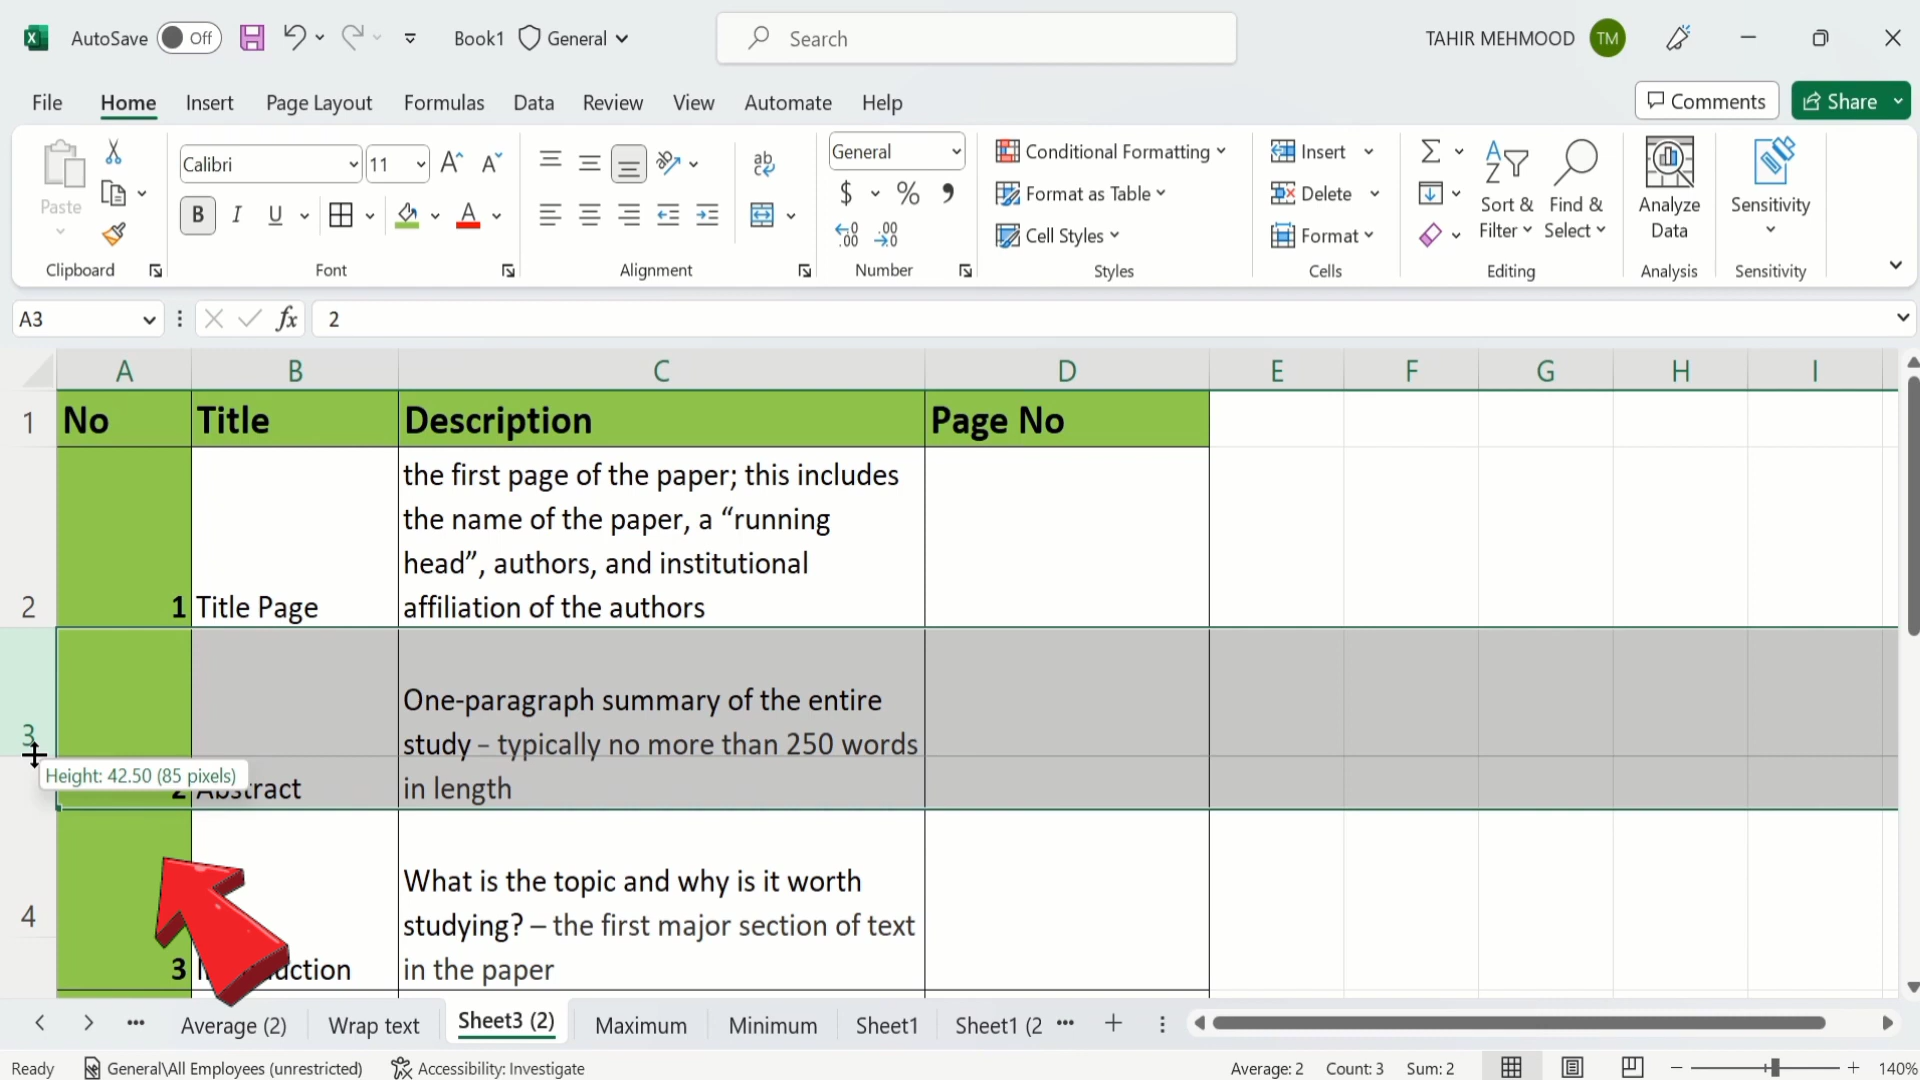 AutoSave Off Book1 General Search TAHIR MEHMOOD TM
File Home Insert Page Layout Formulas Data Review View Automate Help Comments Share
Paste Calibri 11 General Conditional Formatting Insert
B I U $ % Format as Table Delete Sort & Filter Find & Select Analyze Data Sensitivity
Cell Styles Format
Clipboard Font Alignment Number Styles Cells Editing Analysis Sensitivity
A3 fx 2
A B C D E F G H I
1 No Title Description Page No
the first page of the paper; this includes
the name of the paper, a “running
head”, authors, and institutional
2 1 Title Page affiliation of the authors
One-paragraph summary of the entire
3 study – typically no more than 250 words
Height: 42.50 (85 pixels)
2 Abstract in length
What is the topic and why is it worth
4 studying? – the first major section of text
3 in the paper
Average (2) Wrap text Sheet3 (2) Maximum Minimum Sheet1 Sheet1 (2
Ready General\All Employees (unrestricted) Accessibility: Investigate Average: 2 Count: 3 Sum: 2 140%